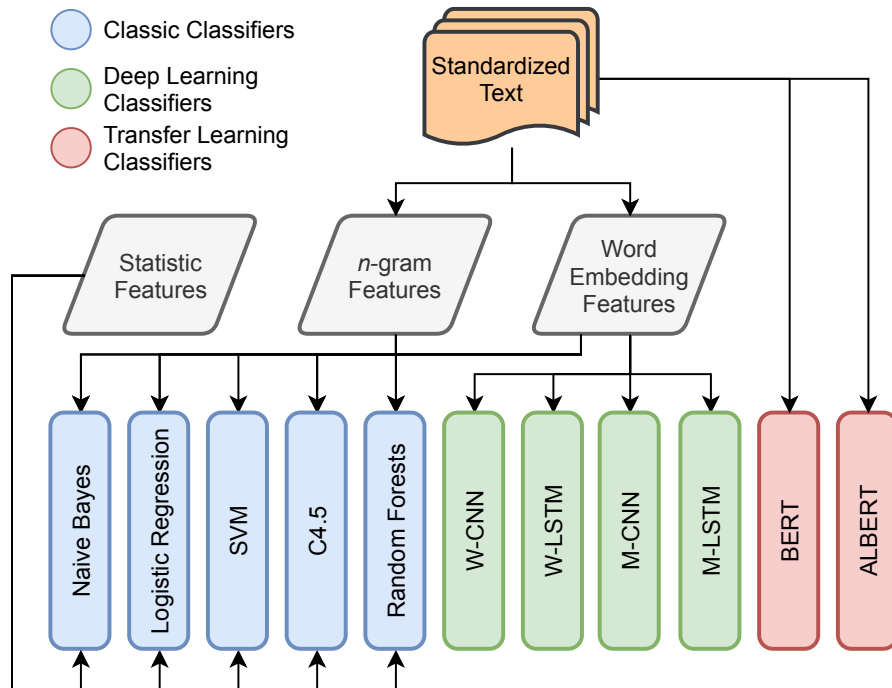 Classic Classifiers
Deep Learning
Classifiers
Transfer Learning
Classifiers
Standardized
Text
Statistic
Features
n-gram
Features
Word
Embedding
Features
Naive Bayes
Logistic Regression
SVM
C4.5
Random Forests
W-CNN
W-LSTM
M-CNN
M-LSTM
BERT
ALBERT